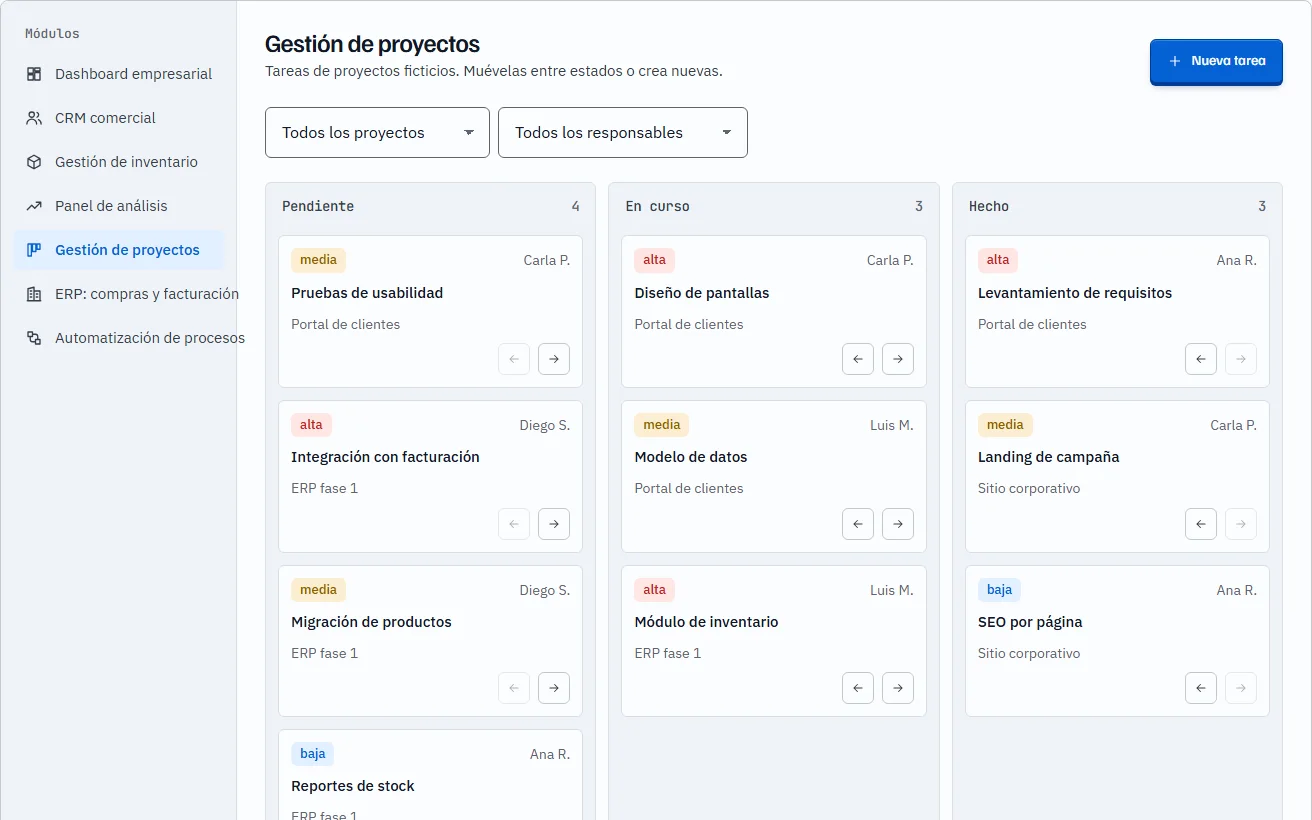 Módulos
Dashboard empresarial
CRM comercial
Gestión de inventario
Panel de análisis
Gestión de proyectos
ERP: compras y facturación
Automatización de procesos
Gestión de proyectos
Tareas de proyectos ficticios. Muévelas entre estados o crea nuevas.
+ Nueva tarea
Todos los proyectos
Todos los responsables
Pendiente 4
media Carla P.
Pruebas de usabilidad
Portal de clientes
← →
alta Diego S.
Integración con facturación
ERP fase 1
← →
media Diego S.
Migración de productos
ERP fase 1
← →
baja Ana R.
Reportes de stock
ERP fase 1
En curso 3
alta Carla P.
Diseño de pantallas
Portal de clientes
← →
media Luis M.
Modelo de datos
Portal de clientes
← →
alta Luis M.
Módulo de inventario
ERP fase 1
← →
Hecho 3
alta Ana R.
Levantamiento de requisitos
Portal de clientes
← →
media Carla P.
Landing de campaña
Sitio corporativo
← →
baja Ana R.
SEO por página
Sitio corporativo
← →